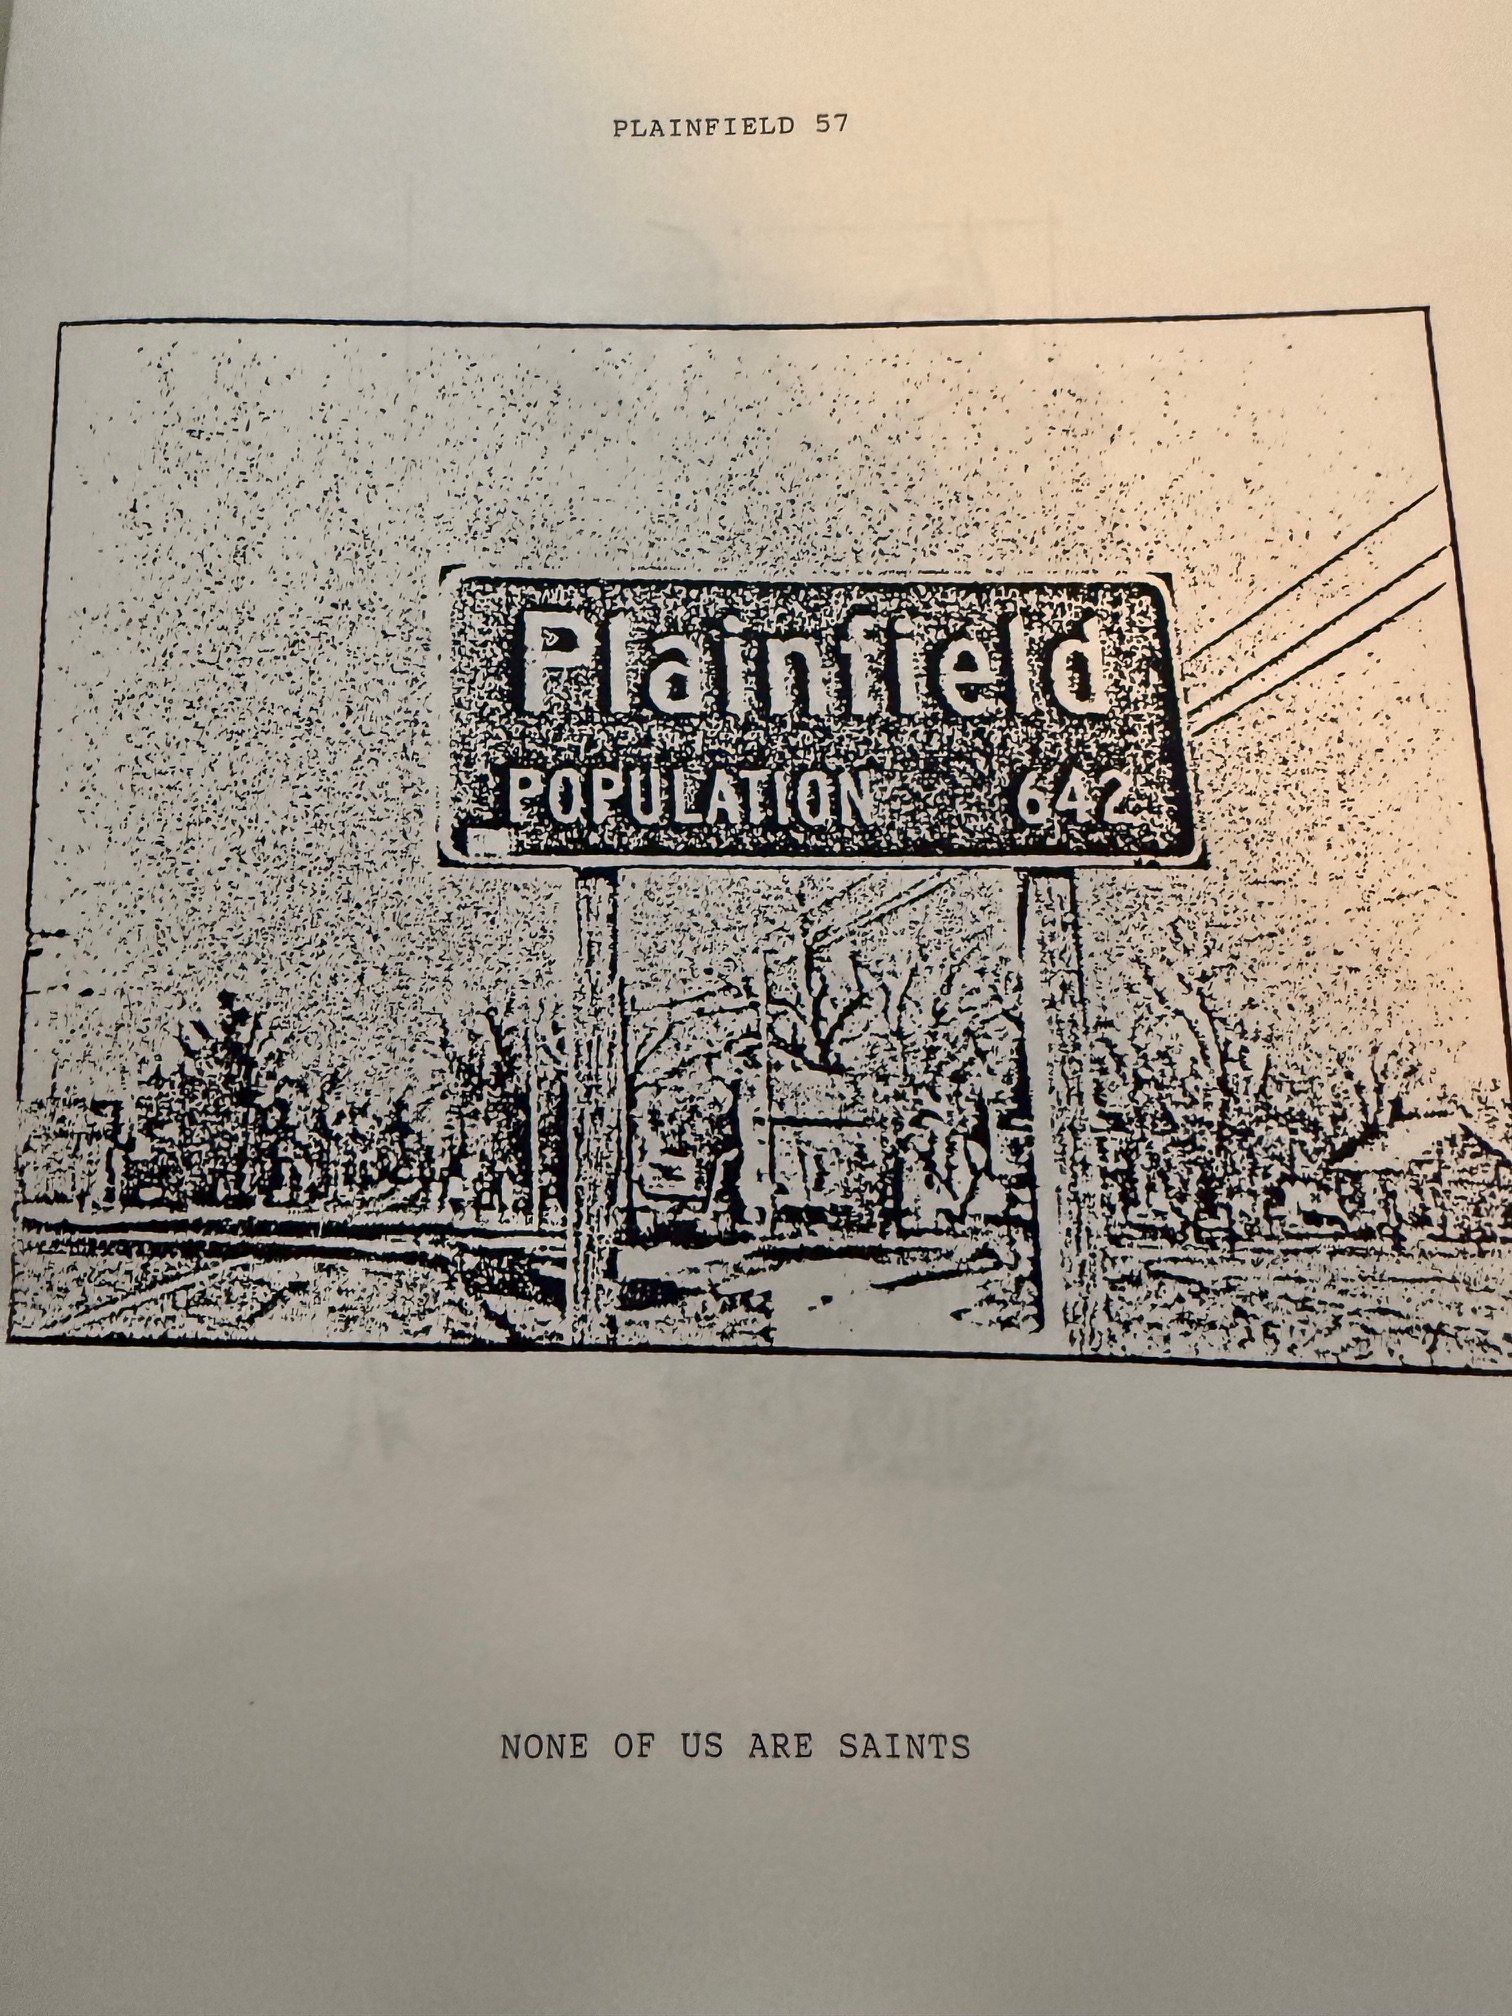 PLAINFIELD 57
Plainfield
POPULATION 642
NONE OF US ARE SAINTS